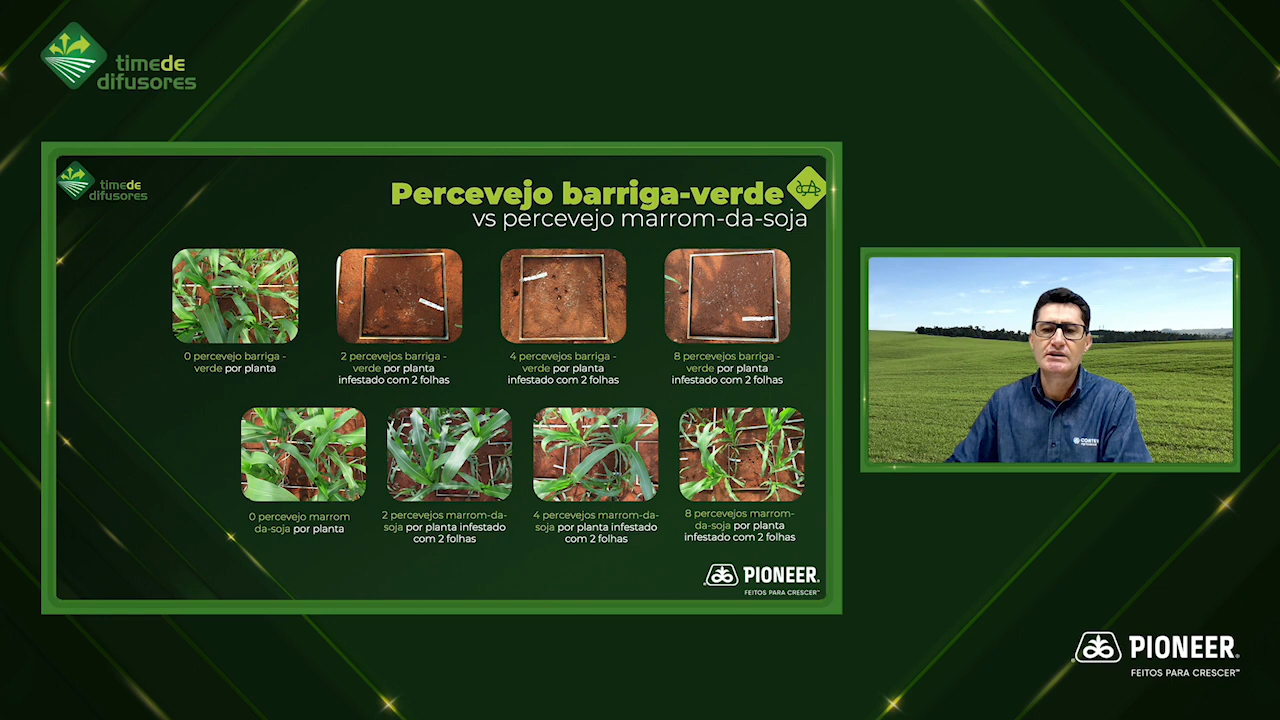 timede
difusores
timede
difusores
Percevejo barriga-verde
vs percevejo marrom-da-soja
0 percevejo barriga -
verde por planta
2 percevejos barriga -
verde por planta
infestado com 2 folhas
4 percevejos barriga -
verde por planta
infestado com 2 folhas
8 percevejos barriga -
verde por planta
infestado com 2 folhas
0 percevejo marrom
da-soja por planta
2 percevejos marrom-da-
soja por planta infestado
com 2 folhas
4 percevejos marrom-da-
soja por planta infestado
com 2 folhas
8 percevejos marrom-
da-soja por planta
infestado com 2 folhas
PIONEER®
FEITOS PARA CRESCER™
PIONEER®
FEITOS PARA CRESCER™